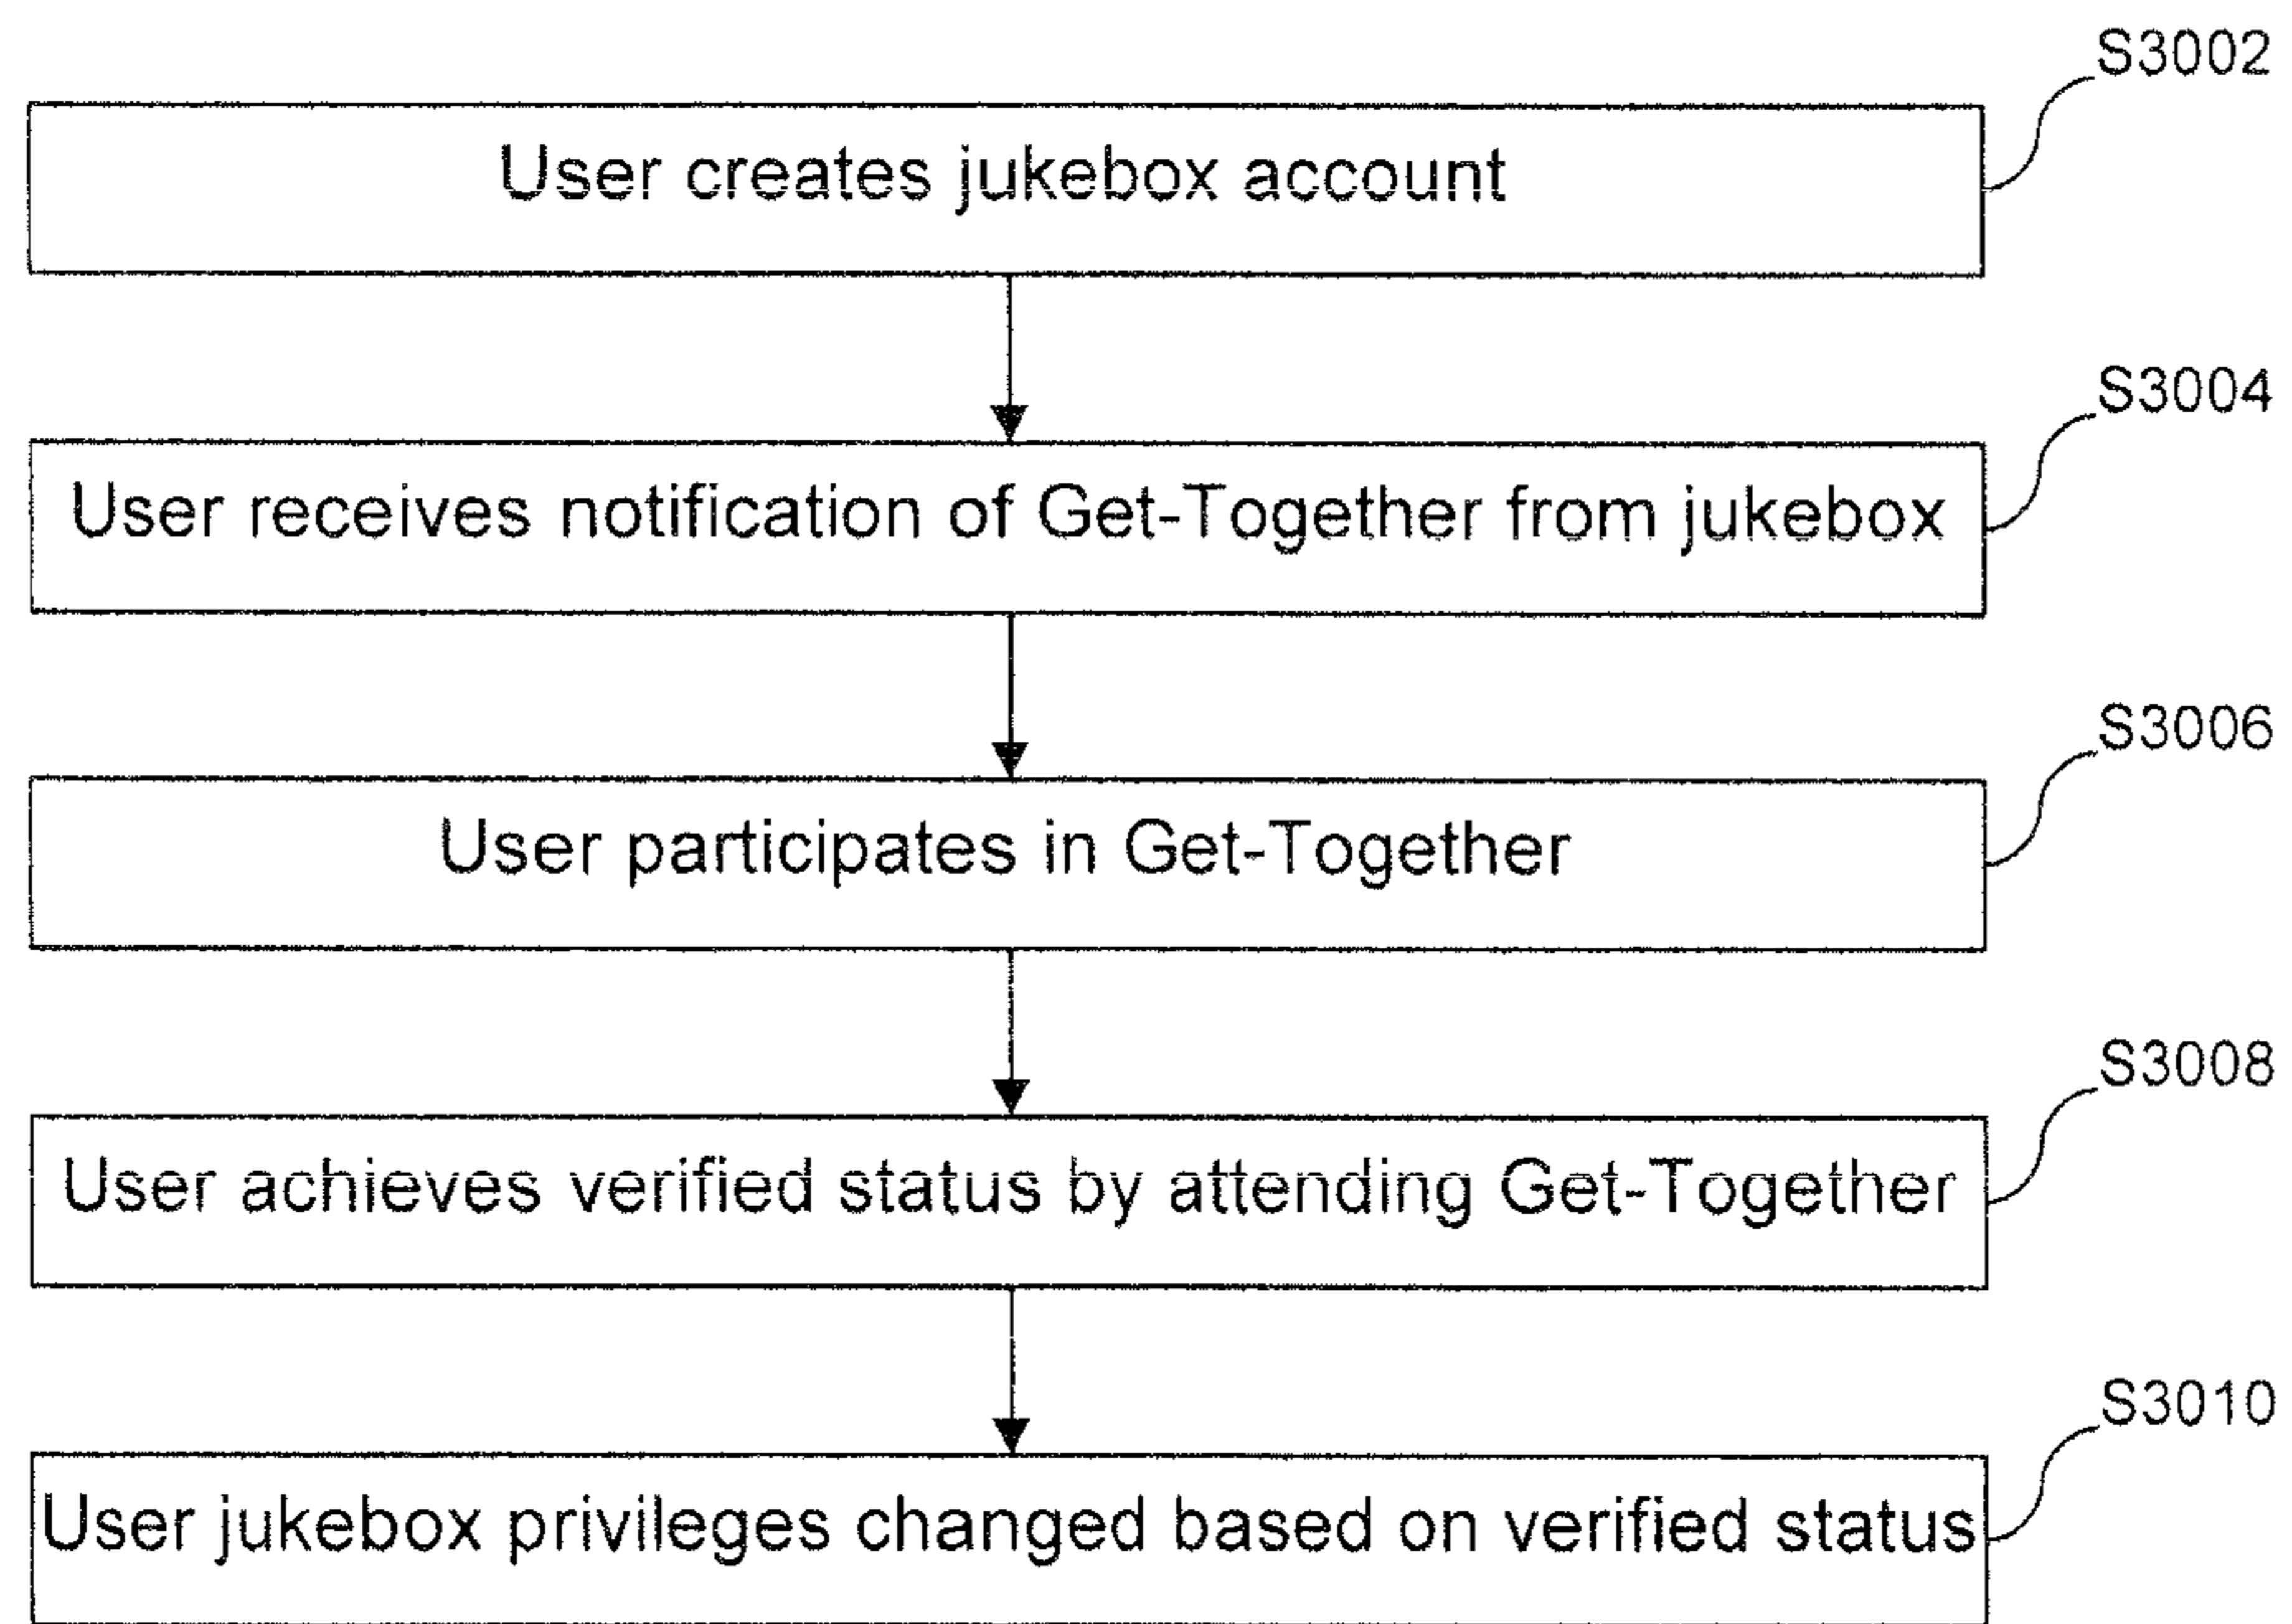 S3002
User creates jukebox account
S3004
User receives notification of Get-Together from jukebox
S3006
User participates in Get-Together
S3008
User achieves verified status by attending Get-Together
S3010
User jukebox privileges changed based on verified status